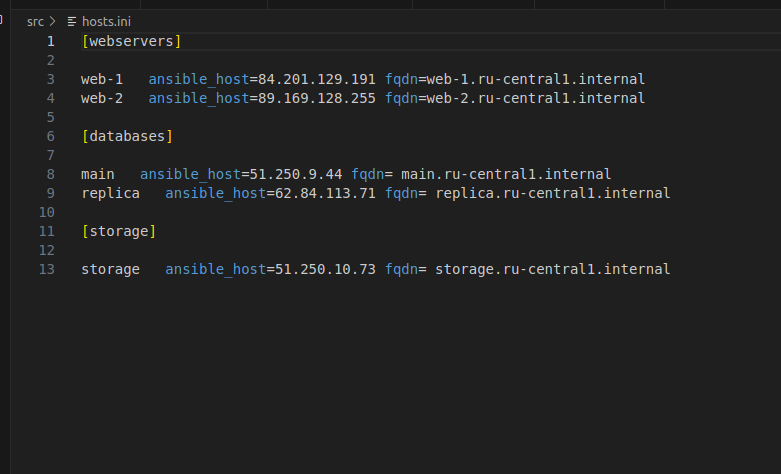 src > hosts.ini
1 [webservers]
2
3 web-1   ansible_host=84.201.129.191 fqdn=web-1.ru-central1.internal
4 web-2   ansible_host=89.169.128.255 fqdn=web-2.ru-central1.internal
5
6 [databases]
7
8 main   ansible_host=51.250.9.44 fqdn= main.ru-central1.internal
9 replica   ansible_host=62.84.113.71 fqdn= replica.ru-central1.internal
10
11 [storage]
12
13 storage   ansible_host=51.250.10.73 fqdn= storage.ru-central1.internal